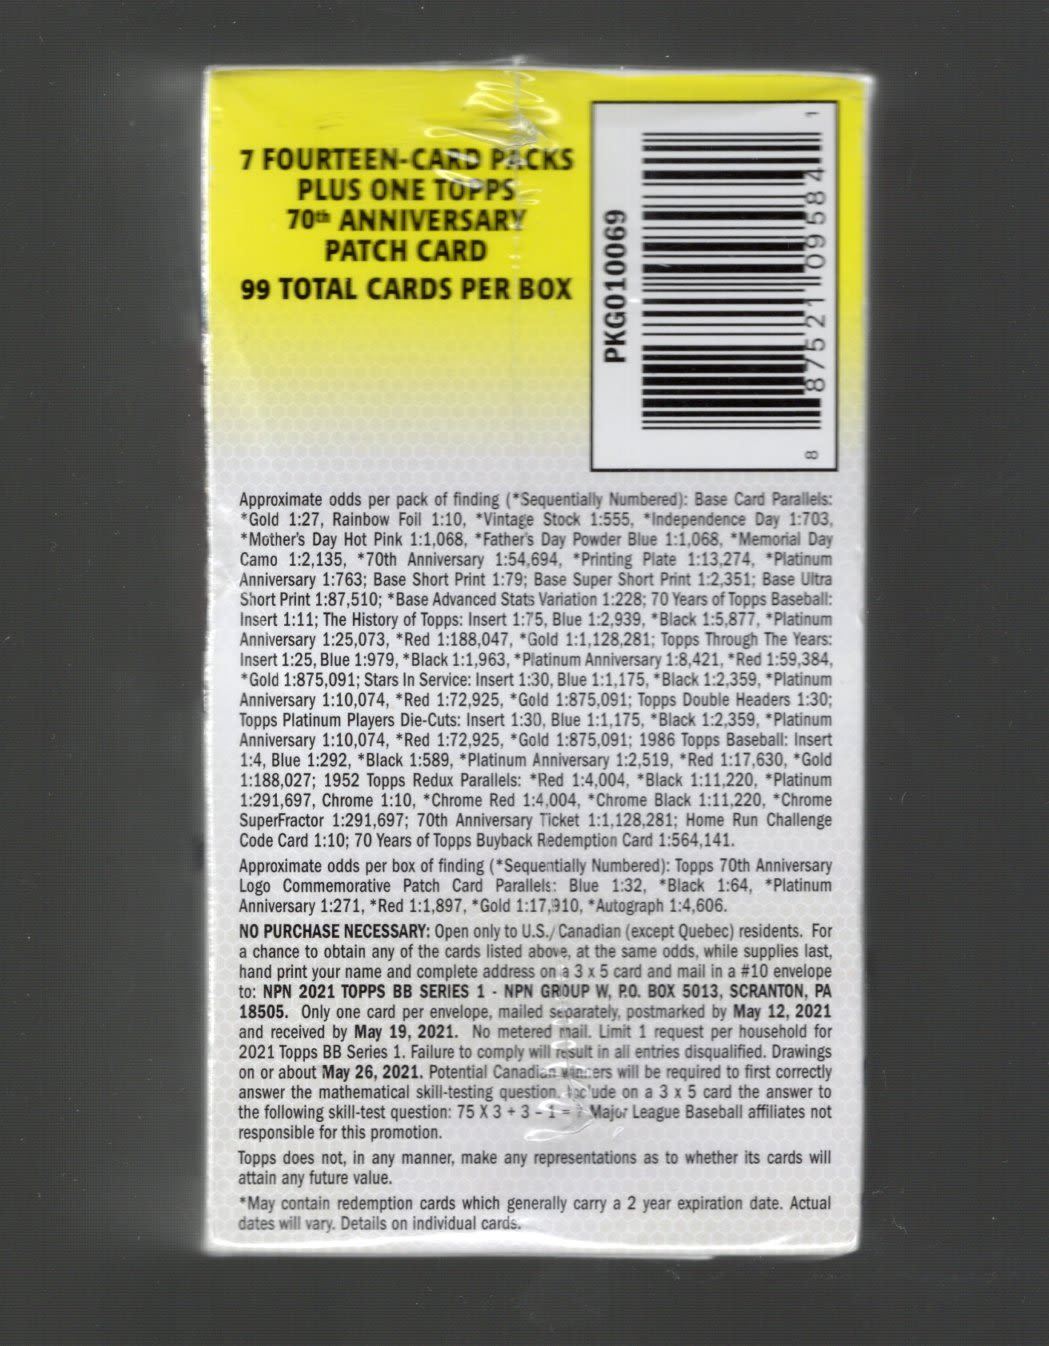 7 FOURTEEN-CARD PACKS
PLUS ONE TOPPS
70th ANNIVERSARY
PATCH CARD
99 TOTAL CARDS PER BOX
PKG010069
8 87521 09584 1
Approximate odds per pack of finding (*Sequentially Numbered): Base Card Parallels:
*Gold 1:27, Rainbow Foil 1:10, *Vintage Stock 1:555, *Independence Day 1:703,
*Mother's Day Hot Pink 1:1,068, *Father's Day Powder Blue 1:1,068, *Memorial Day
Camo 1:2,135, *70th Anniversary 1:54,694, *Printing Plate 1:13,274, *Platinum
Anniversary 1:763; Base Short Print 1:79; Base Super Short Print 1:2,351; Base Ultra
Short Print 1:87,510; *Base Advanced Stats Variation 1:228; 70 Years of Topps Baseball:
Insert 1:11; The History of Topps: Insert 1:75, Blue 1:2,939, *Black 1:5,877, *Platinum
Anniversary 1:25,073, *Red 1:188,047, *Gold 1:1,128,281; Topps Through The Years:
Insert 1:25, Blue 1:979, *Black 1:1,963, *Platinum Anniversary 1:8,421, *Red 1:59,384,
*Gold 1:875,091; Stars In Service: Insert 1:30, Blue 1:1,175, *Black 1:2,359, *Platinum
Anniversary 1:10,074, *Red 1:72,925, *Gold 1:875,091; Topps Double Headers 1:30;
Topps Platinum Players Die-Cuts: Insert 1:30, Blue 1:1,175, *Black 1:2,359, *Platinum
Anniversary 1:10,074, *Red 1:72,925, *Gold 1:875,091; 1986 Topps Baseball: Insert
1:4, Blue 1:292, *Black 1:589, *Platinum Anniversary 1:2,519, *Red 1:17,630, *Gold
1:188,027; 1952 Topps Redux Parallels: *Red 1:4,004, *Black 1:11,220, *Platinum
1:291,697, Chrome 1:10, *Chrome Red 1:4,004, *Chrome Black 1:11,220, *Chrome
SuperFractor 1:291,697; 70th Anniversary Ticket 1:1,128,281; Home Run Challenge
Code Card 1:10; 70 Years of Topps Buyback Redemption Card 1:564,141.
Approximate odds per box of finding (*Sequentially Numbered): Topps 70th Anniversary
Logo Commemorative Patch Card Parallels: Blue 1:32, *Black 1:64, *Platinum
Anniversary 1:271, *Red 1:1,897, *Gold 1:17,910, *Autograph 1:4,606.
NO PURCHASE NECESSARY: Open only to U.S./Canadian (except Quebec) residents. For
a chance to obtain any of the cards listed above, at the same odds, while supplies last,
hand print your name and complete address on a 3 x 5 card and mail in a #10 envelope
to: NPN 2021 TOPPS BB SERIES 1 - NPN GROUP W, P.O. BOX 5013, SCRANTON, PA
18505. Only one card per envelope, mailed separately, postmarked by May 12, 2021
and received by May 19, 2021. No metered mail. Limit 1 request per household for
2021 Topps BB Series 1. Failure to comply will result in all entries disqualified. Drawings
on or about May 26, 2021. Potential Canadian winners will be required to first correctly
answer the mathematical skill-testing question. Include on a 3 x 5 card the answer to
the following skill-test question: 75 X 3 + 3 - 1 = ? Major League Baseball affiliates not
responsible for this promotion.
Topps does not, in any manner, make any representations as to whether its cards will
attain any future value.
*May contain redemption cards which generally carry a 2 year expiration date. Actual
dates will vary. Details on individual cards.